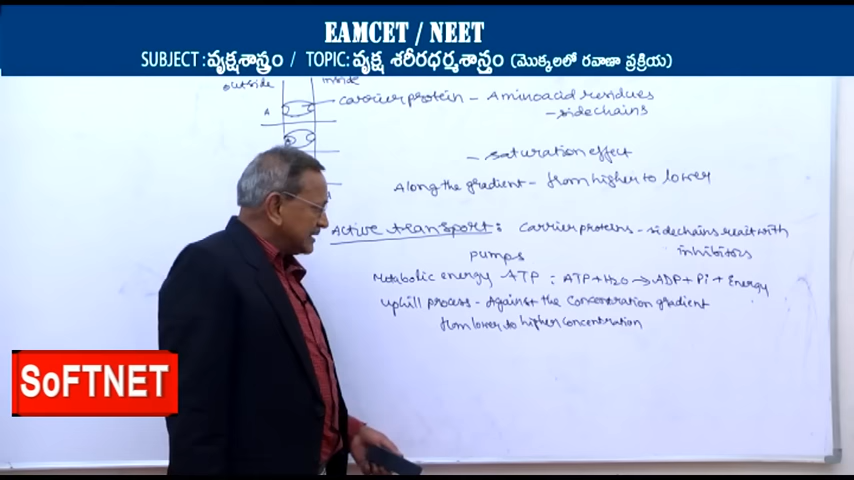 EAMCET / NEET
SUBJECT : వృక్షశాస్త్రం / TOPIC: వృక్ష శరీరధర్మశాస్త్రం (మొక్కలలో రవాణా ప్రక్రియ)
outside inside
A carrier protein - Aminoacid residues
- sidechains
- saturation effect
Along the gradient - from higher to lower
Active transport: Carrier proteins - sidechains react with
pumps inhibitors
Metabolic energy ATP : ATP + H2O → ADP + Pi + Energy
uphill process - Against the concentration gradient
from lower to higher concentration
SoFTNET